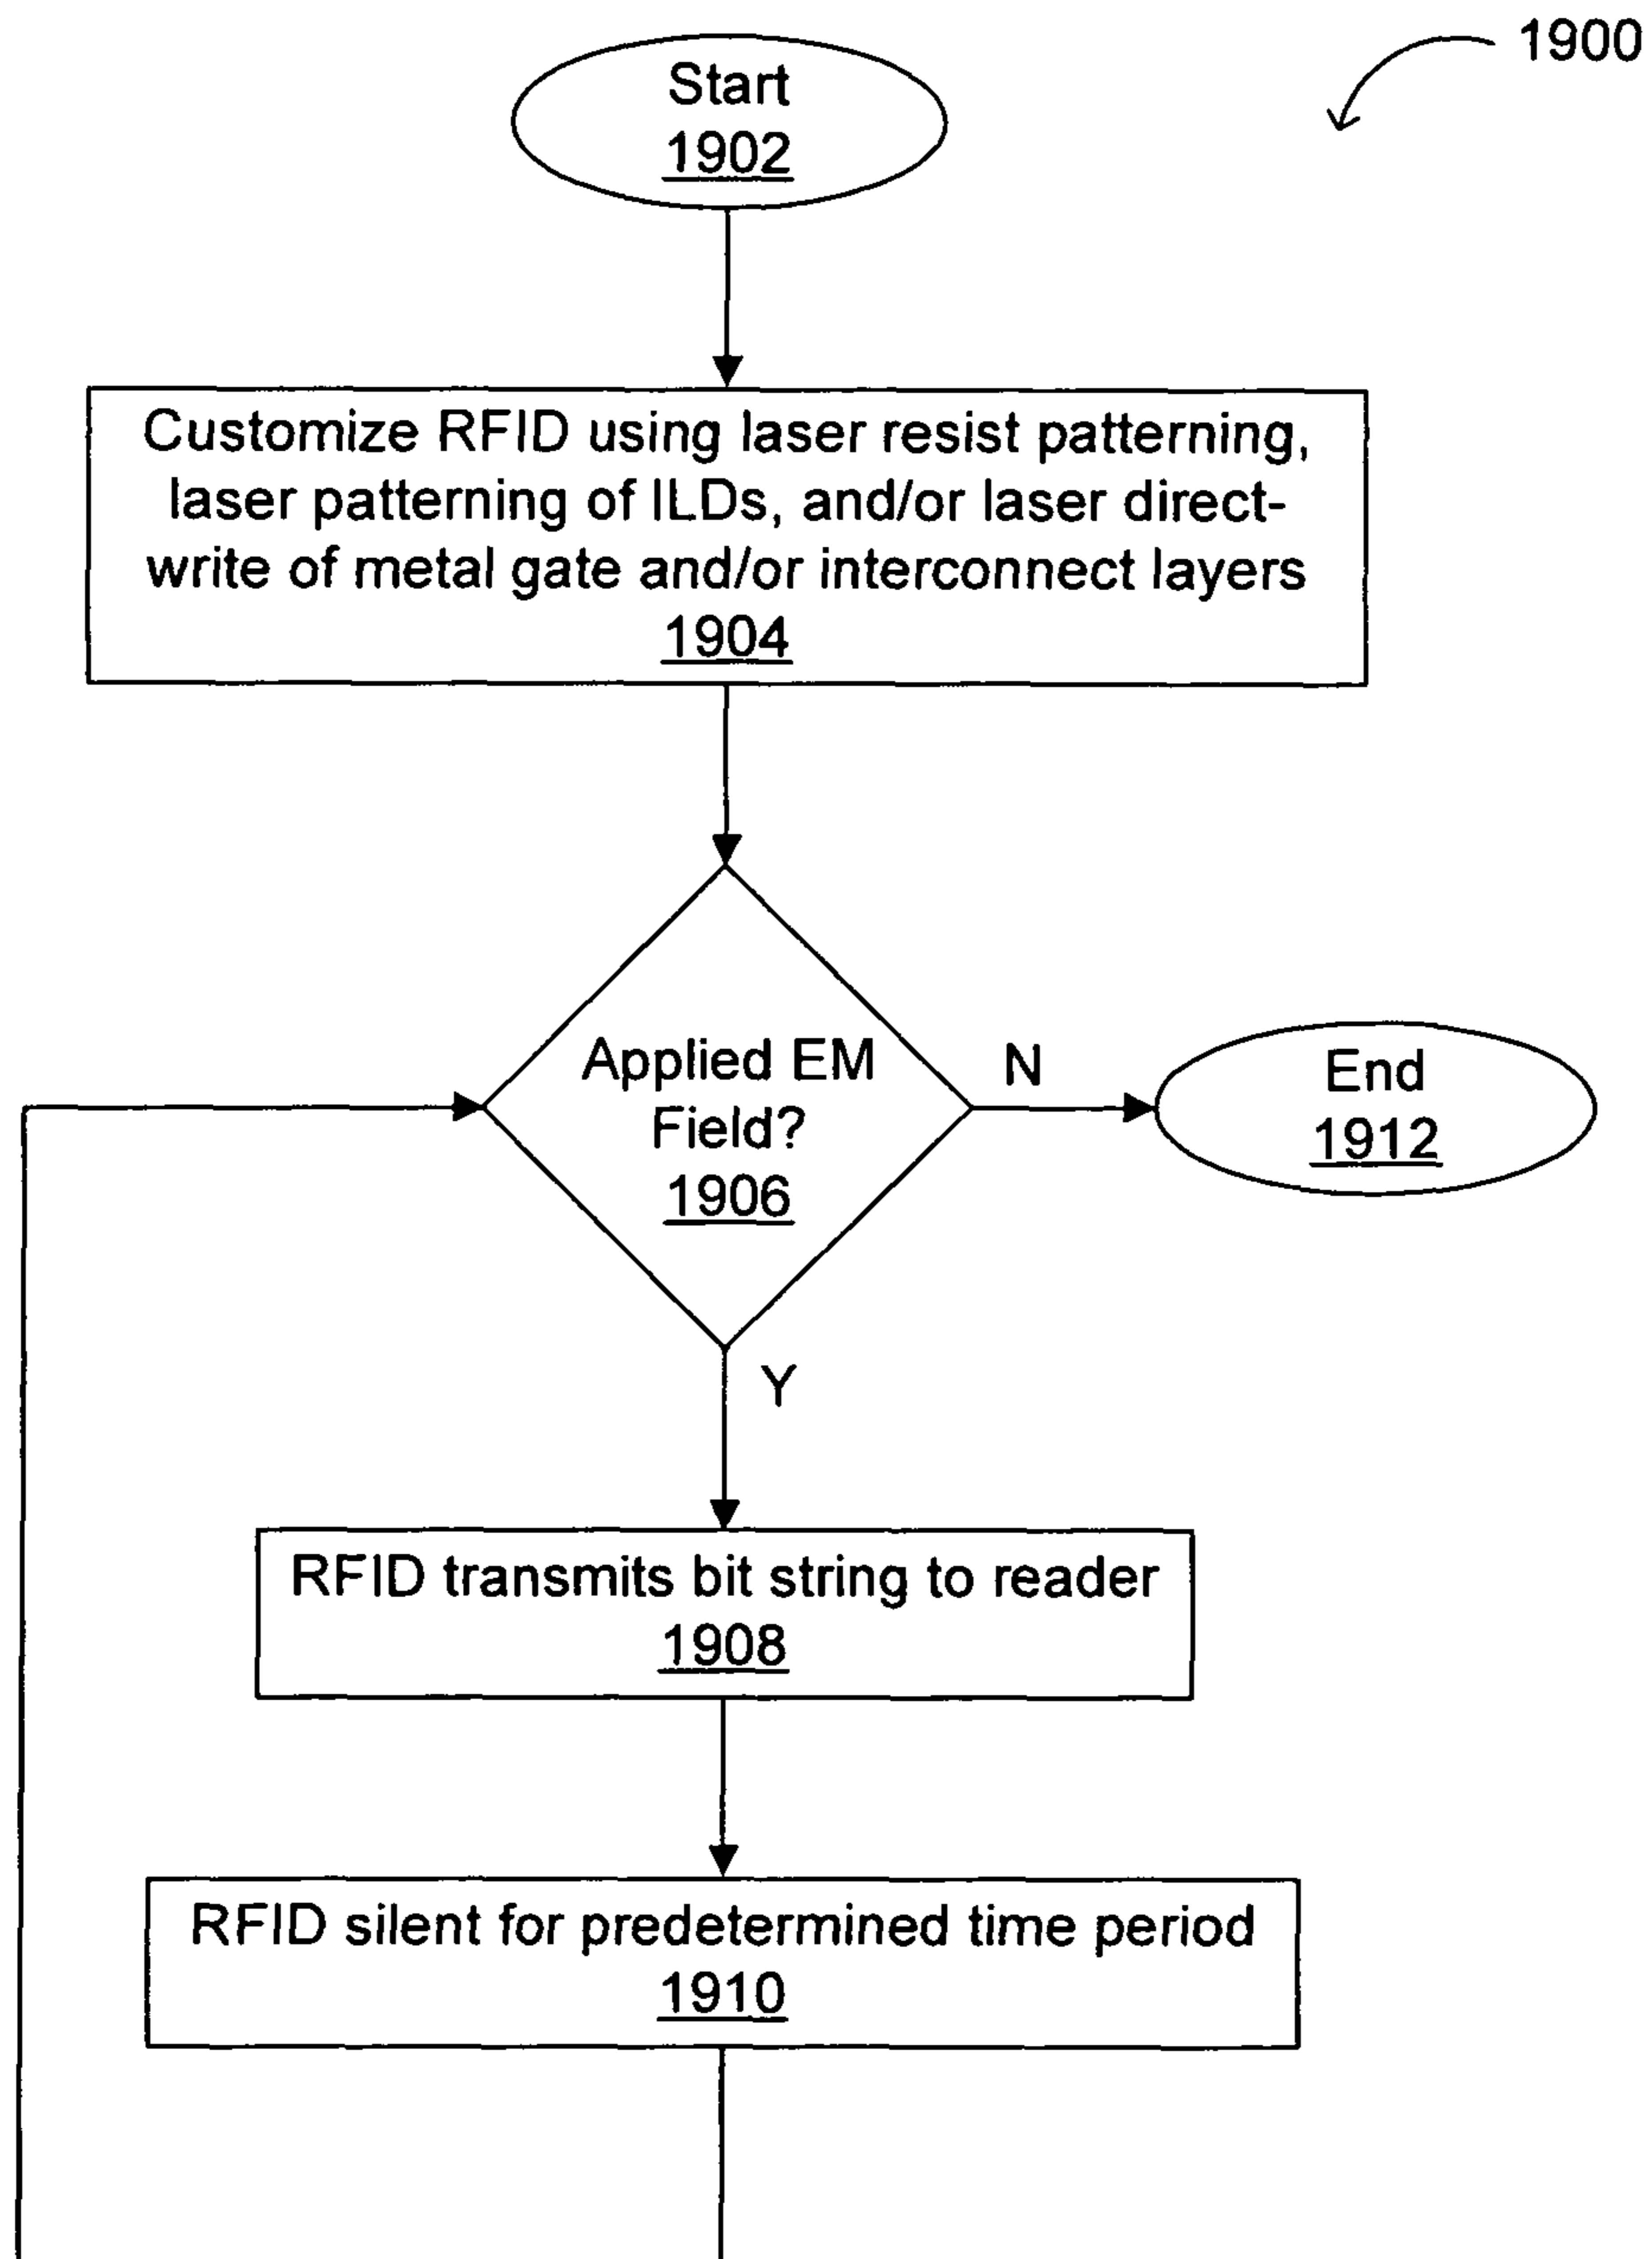 1900
Start
1902
Customize RFID using laser resist patterning,
laser patterning of ILDs, and/or laser direct-
write of metal gate and/or interconnect layers
1904
Applied EM
Field?
1906
N
End
1912
Y
RFID transmits bit string to reader
1908
RFID silent for predetermined time period
1910